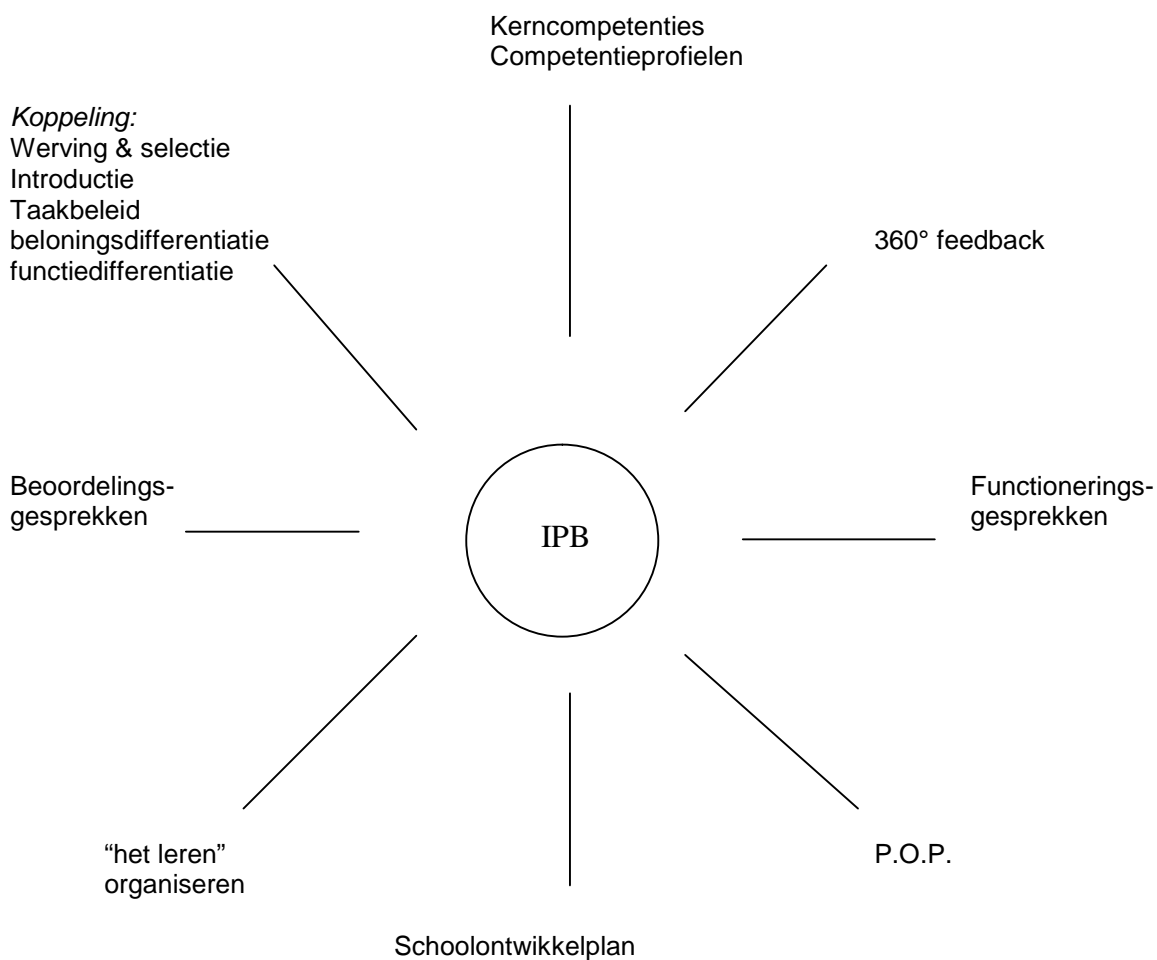 Kerncompetenties
Competentieprofielen
Koppeling:
Werving & selectie
Introductie
Taakbeleid
beloningsdifferentiatie
functiedifferentiatie
360° feedback
Beoordelings-
gesprekken
IPB
Functionerings-
gesprekken
“het leren”
organiseren
P.O.P.
Schoolontwikkelplan